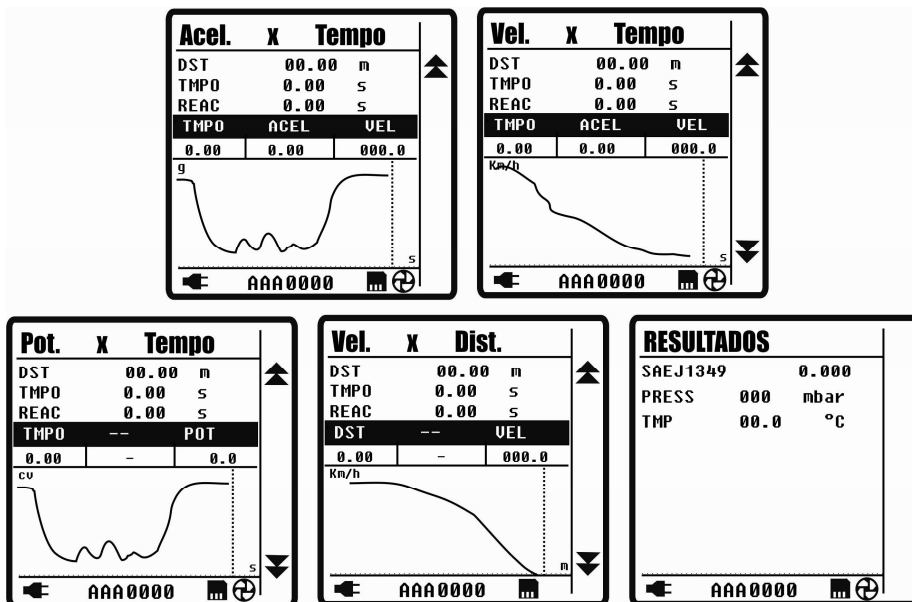 Acel. X Tempo
DST 00.00 m
TMPO 0.00 s
REAC 0.00 s
TMPO ACEL VEL
0.00 0.00 000.0
g
s
AAA0000
Vel. X Tempo
DST 00.00 m
TMPO 0.00 s
REAC 0.00 s
TMPO ACEL VEL
0.00 0.00 000.0
Km/h
s
AAA0000
Pot. X Tempo
DST 00.00 m
TMPO 0.00 s
REAC 0.00 s
TMPO -- POT
0.00 - 0.0
cv
s
AAA0000
Vel. X Dist.
DST 00.00 m
TMPO 0.00 s
REAC 0.00 s
DST -- VEL
0.00 - 000.0
Km/h
m
AAA0000
RESULTADOS
SAEJ1349 0.000
PRESS 000 mbar
TMP 00.0 °C
AAA0000